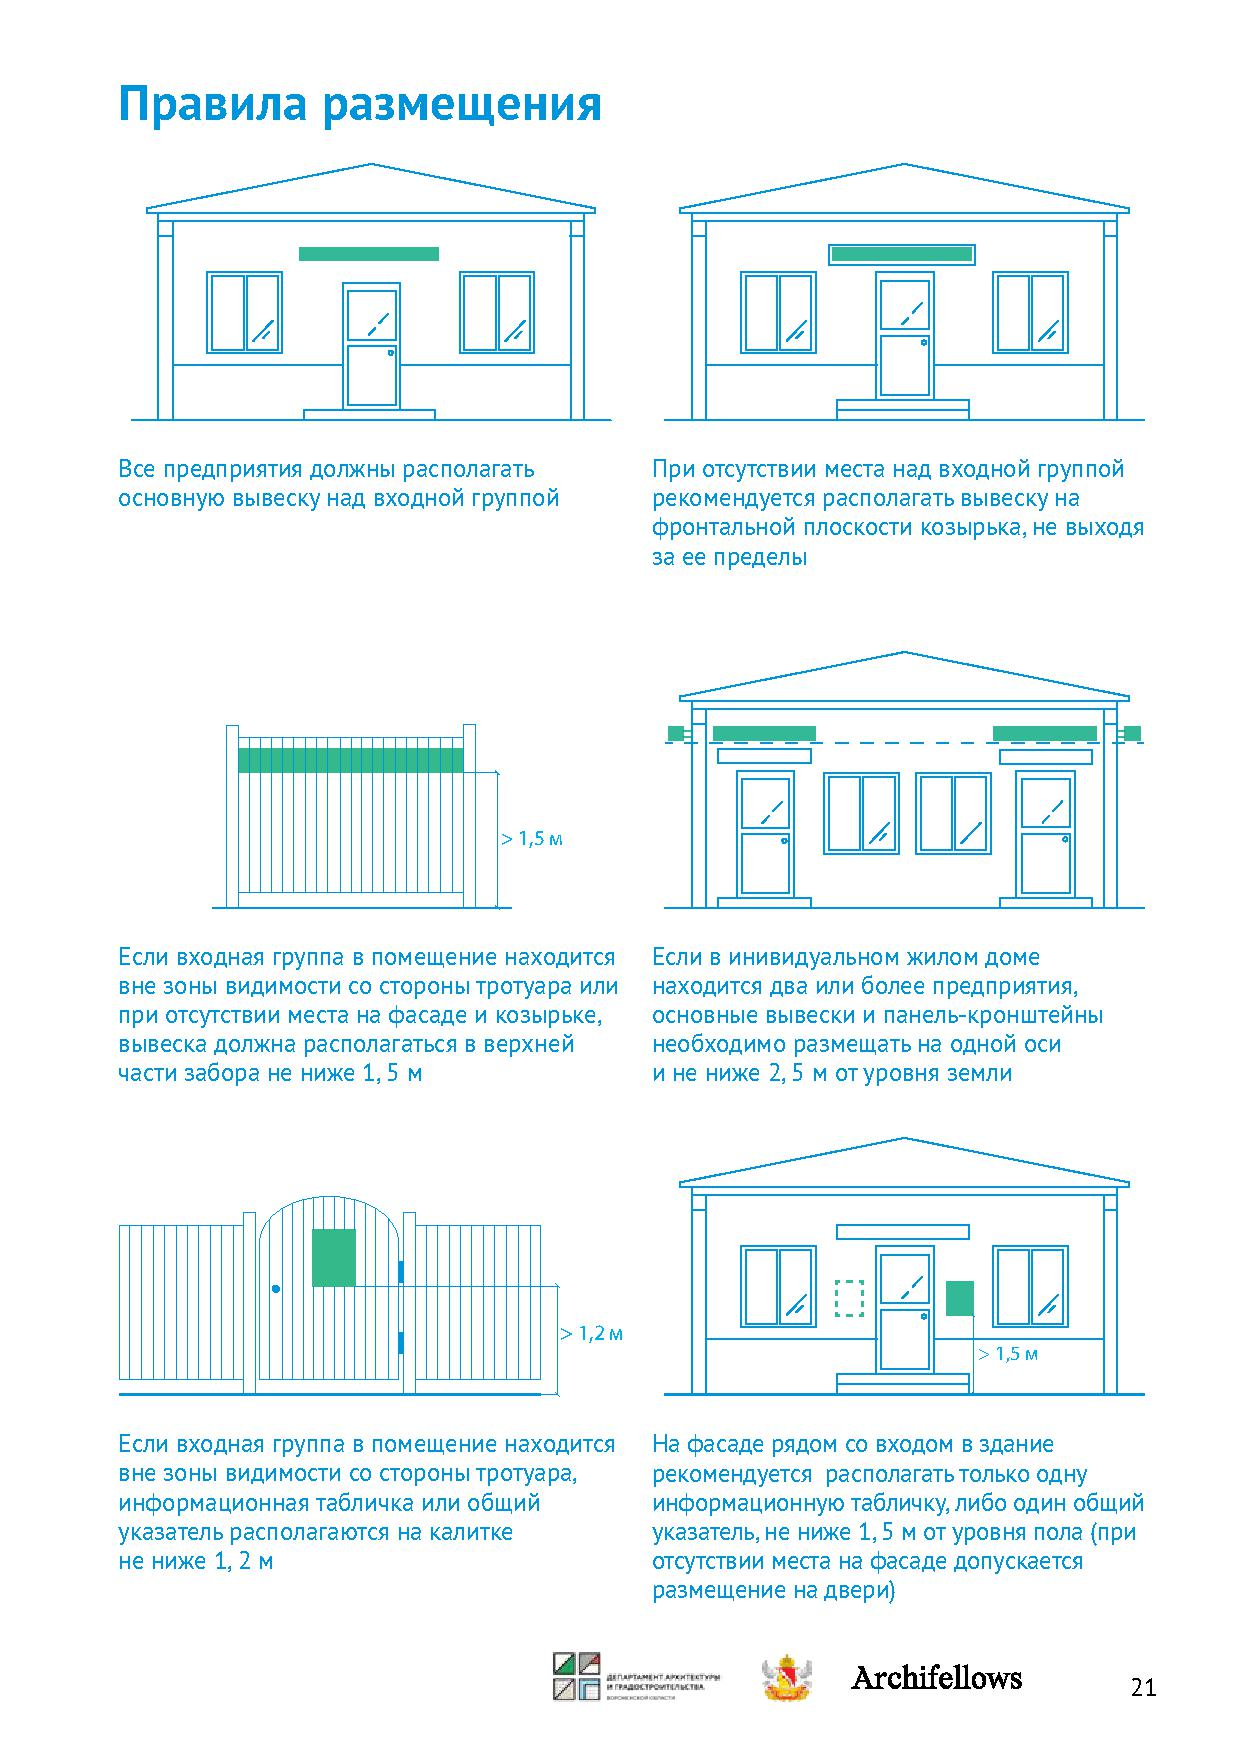 Правила размещения
Все предприятия должны располагать
основную вывеску над входной группой
При отсутствии места над входной группой
рекомендуется располагать вывеску на
фронтальной плоскости козырька, не выходя
за ее пределы
> 1,5 м
Если входная группа в помещение находится
вне зоны видимости со стороны тротуара или
при отсутствии места на фасаде и козырьке,
вывеска должна располагаться в верхней
части забора не ниже 1, 5 м
Если в инивидуальном жилом доме
находится два или более предприятия,
основные вывески и панель-кронштейны
необходимо размещать на одной оси
и не ниже 2, 5 м от уровня земли
> 1,2 м
> 1,5 м
Если входная группа в помещение находится
вне зоны видимости со стороны тротуара,
информационная табличка или общий
указатель располагаются на калитке
не ниже 1, 2 м
На фасаде рядом со входом в здание
рекомендуется  располагать только одну
информационную табличку, либо один общий
указатель, не ниже 1, 5 м от уровня пола (при
отсутствии места на фасаде допускается
размещение на двери)
ДЕПАРТАМЕНТ АРХИТЕКТУРЫ
И ГРАДОСТРОИТЕЛЬСТВА
ВОРОНЕЖСКОЙ ОБЛАСТИ
Archifellows
21